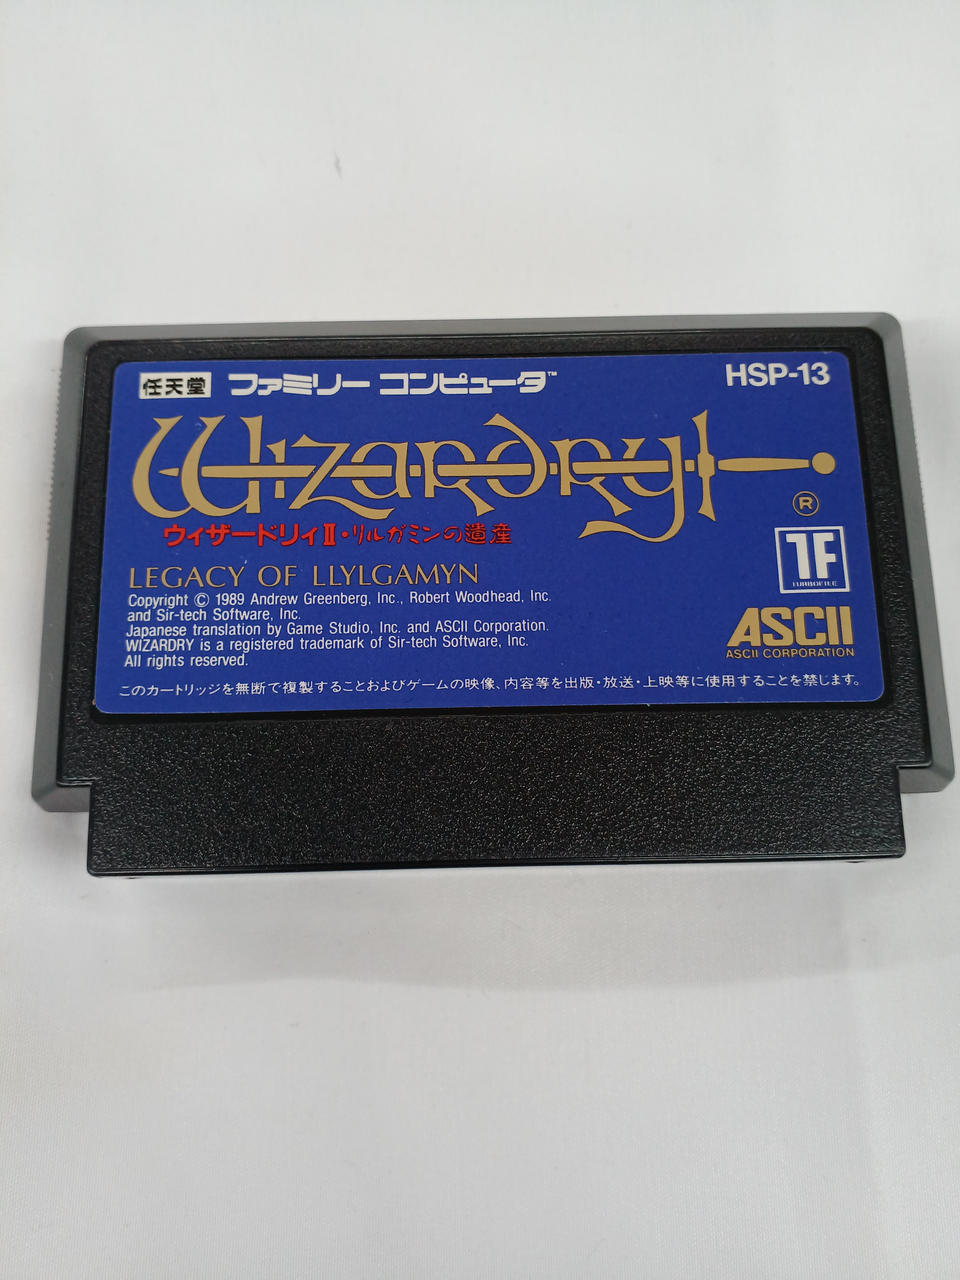 任天堂 ファミリー コンピュータ™
HSP-13
Wizardry
®
ウィザードリィⅡ・リルガミンの遺産
TF
TURBOFILE
LEGACY OF LLYLGAMYN
Copyright © 1989 Andrew Greenberg, Inc., Robert Woodhead, Inc.
and Sir-tech Software, Inc.
Japanese translation by Game Studio, Inc. and ASCII Corporation.
WIZARDRY is a registered trademark of Sir-tech Software, Inc.
All rights reserved.
ASCII
ASCII CORPORATION
このカートリッジを無断で複製することおよびゲームの映像、内容等を出版・放送・上映等に使用することを禁じます。